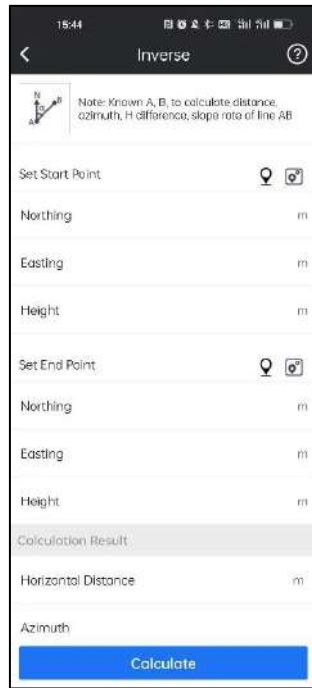 15:44
Inverse
N
B
α
A
Note: Known A, B, to calculate distance,
azimuth, H difference, slope rate of line AB
Set Start Point
Northing m
Easting m
Height m
Set End Point
Northing m
Easting m
Height m
Calculation Result
Horizontal Distance m
Azimuth
Calculate